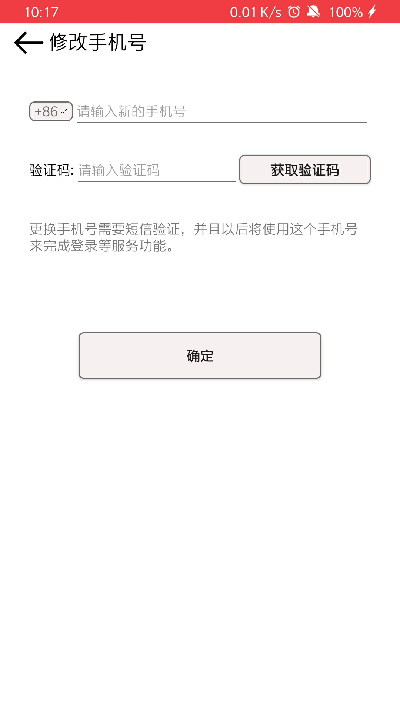 10:17 0.01 K/s 100%
修改手机号
+86 请输入新的手机号
验证码: 请输入验证码 获取验证码
更换手机号需要短信验证，并且以后将使用这个手机号
来完成登录等服务功能。
确定